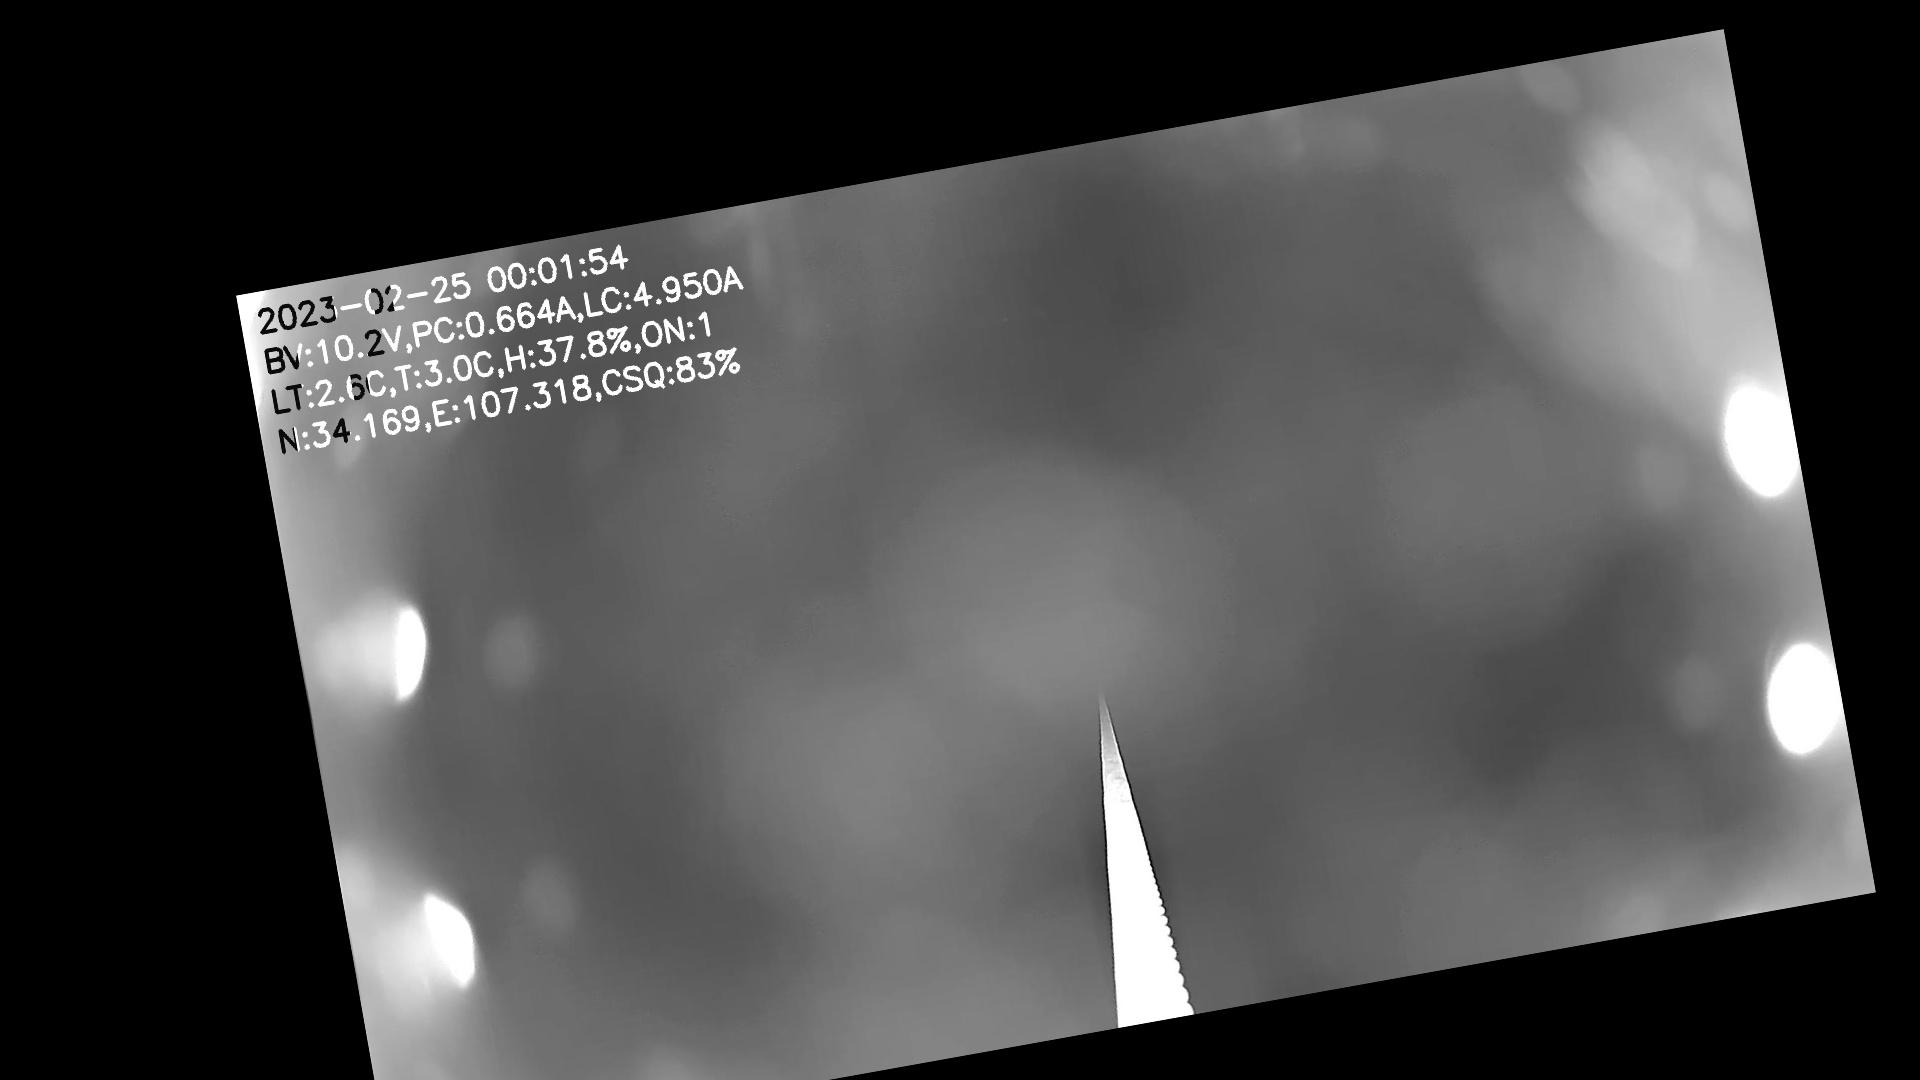 2023-02-25 00:01:54
BV:10.2V,PC:0.664A,LC:4.950A
LT:2.6C,T:3.0C,H:37.8%,ON:1
N:34.169,E:107.318,CSQ:83%